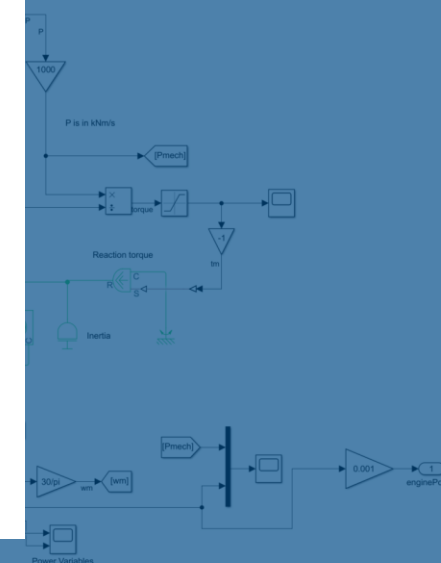 P
P
1000
P is in kNm/s
[Pmech]
×
÷
torque
-1
tm
Reaction torque
C
R
S
Inertia
[Pmech]
30/pi
wm
[wm]
0.001
1
enginePo
Power Variables